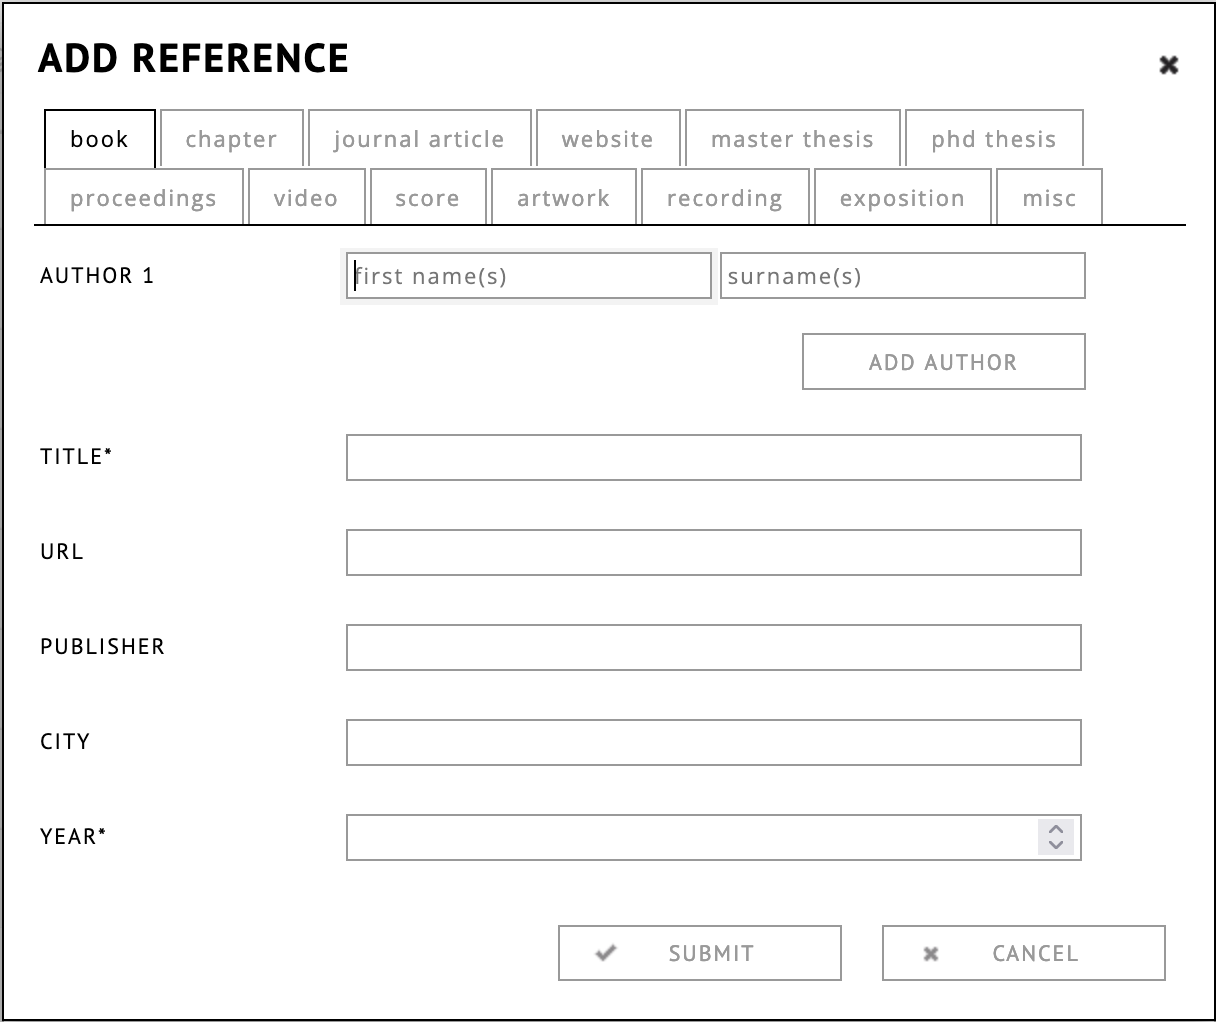 ADD REFERENCE
book chapter journal article website master thesis phd thesis
proceedings video score artwork recording exposition misc
AUTHOR 1 first name(s) surname(s)
ADD AUTHOR
TITLE*
URL
PUBLISHER
CITY
YEAR*
SUBMIT CANCEL